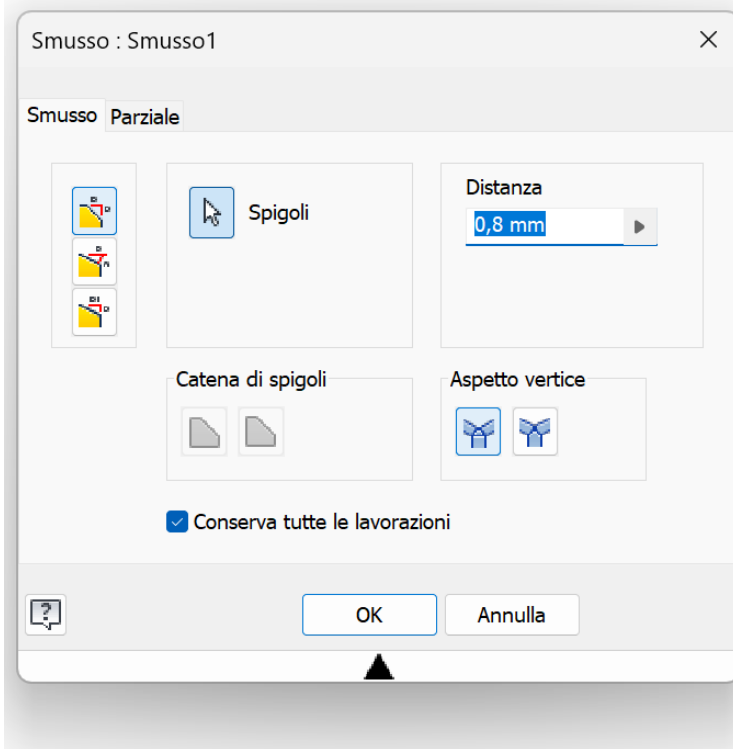 Smusso : Smusso1
Smusso Parziale
Spigoli
Distanza
0,8 mm
Catena di spigoli
Aspetto vertice
Conserva tutte le lavorazioni
OK
Annulla